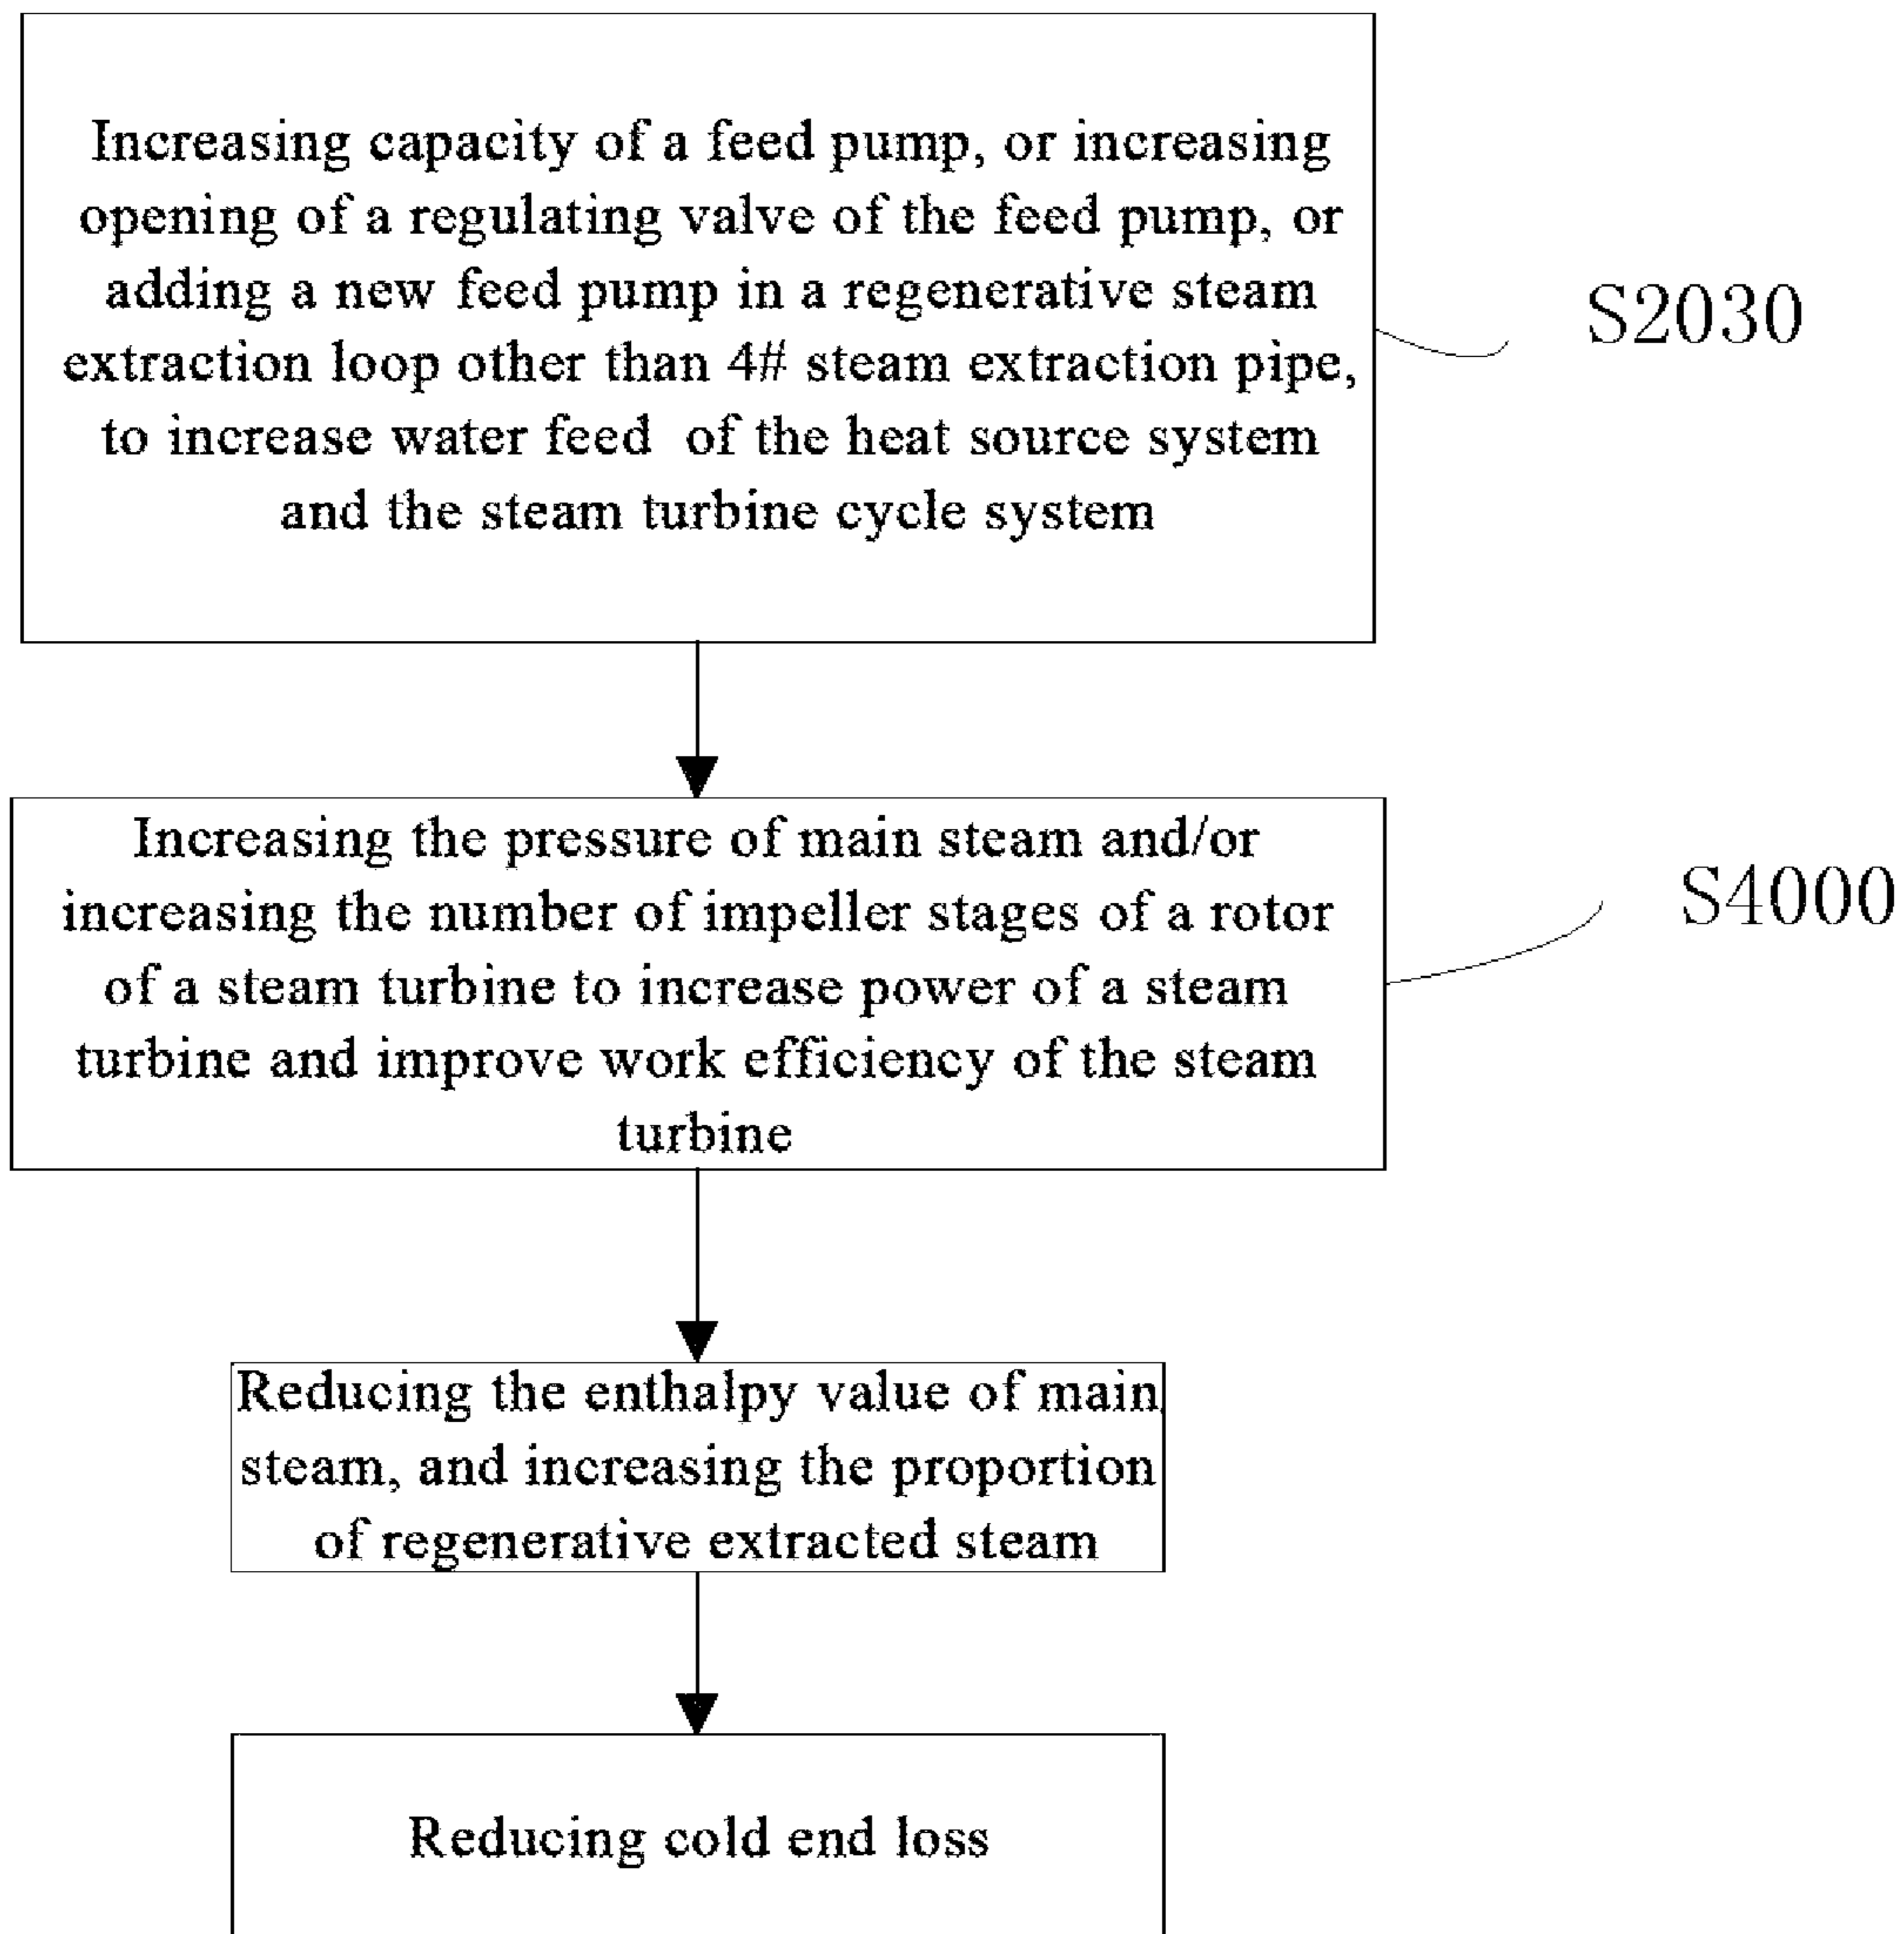 Increasing capacity of a feed pump, or increasing
opening of a regulating valve of the feed pump, or
adding a new feed pump in a regenerative steam
extraction loop other than 4# steam extraction pipe,
to increase water feed of the heat source system
and the steam turbine cycle system
S2030
Increasing the pressure of main steam and/or
increasing the number of impeller stages of a rotor
of a steam turbine to increase power of a steam
turbine and improve work efficiency of the steam
turbine
S4000
Reducing the enthalpy value of main
steam, and increasing the proportion
of regenerative extracted steam
Reducing cold end loss